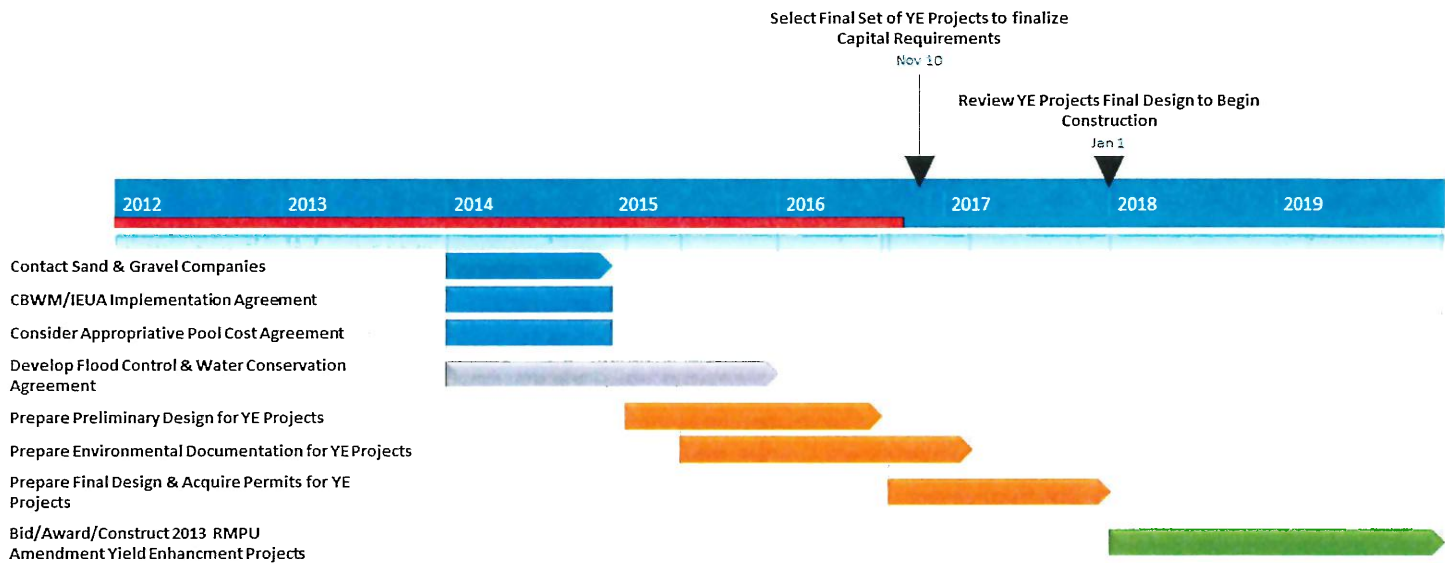 Select Final Set of YE Projects to finalize
Capital Requirements
Nov 10
Review YE Projects Final Design to Begin
Construction
Jan 1
2012 2013 2014 2015 2016 2017 2018 2019
Contact Sand & Gravel Companies
CBWM/IEUA Implementation Agreement
Consider Appropriative Pool Cost Agreement
Develop Flood Control & Water Conservation
Agreement
Prepare Preliminary Design for YE Projects
Prepare Environmental Documentation for YE Projects
Prepare Final Design & Acquire Permits for YE
Projects
Bid/Award/Construct 2013 RMPU
Amendment Yield Enhancment Projects